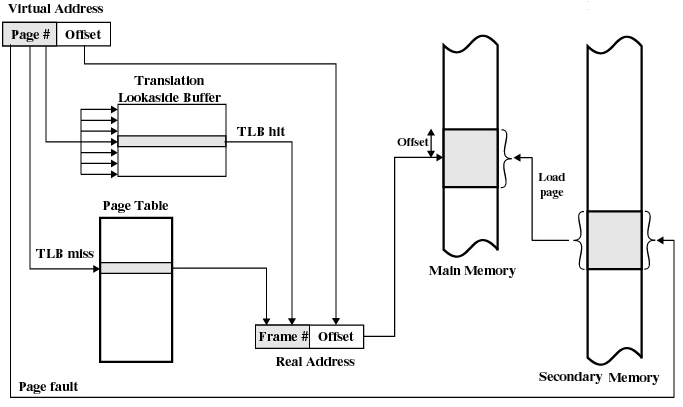 Virtual Address
Page # Offset
Translation
Lookaside Buffer
TLB hit
Offset
Load
page
Page Table
TLB miss
Main Memory
Frame # Offset
Real Address
Secondary Memory
Page fault